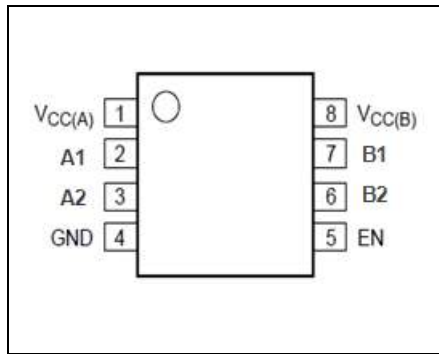 VCC(A) 1 8 VCC(B)
A1 2 7 B1
A2 3 6 B2
GND 4 5 EN